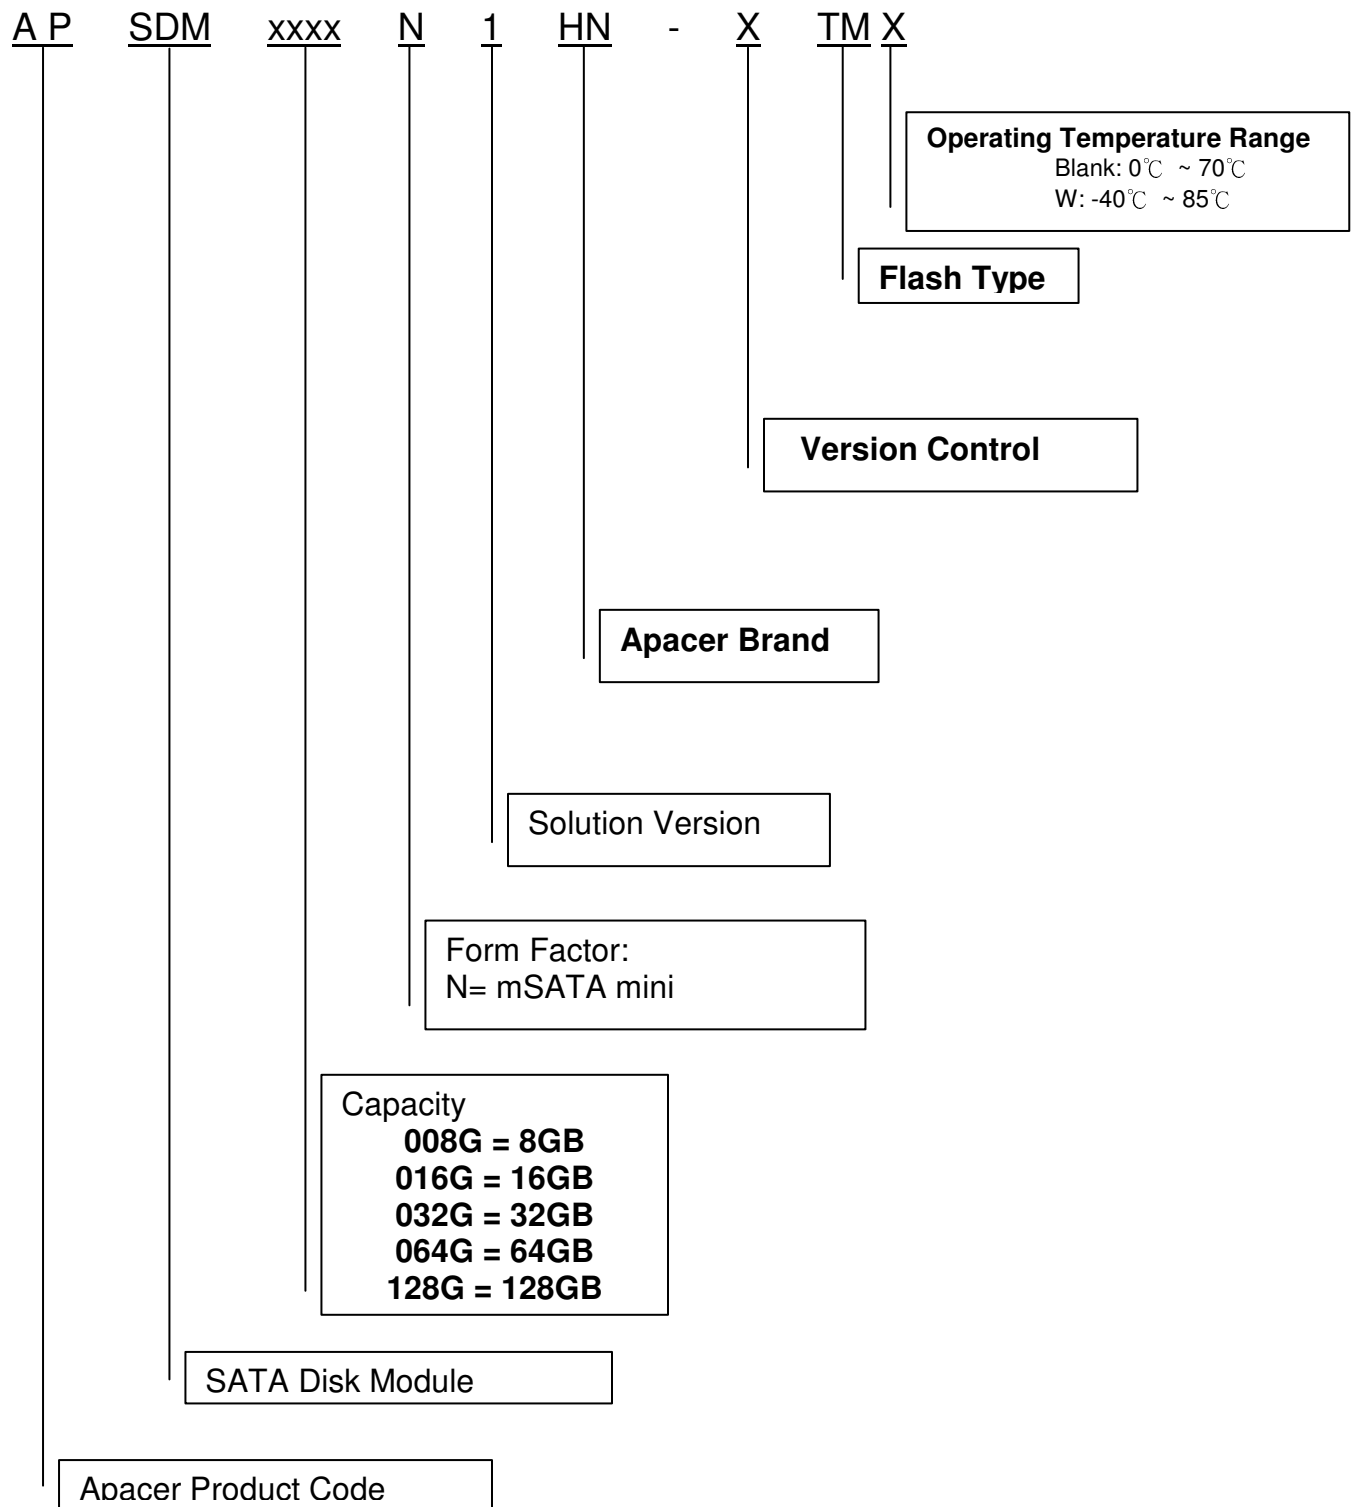 A P SDM xxxx N 1 HN - X TM X
Operating Temperature Range
Blank: 0℃ ~ 70℃
W: -40℃ ~ 85℃
Flash Type
Version Control
Apacer Brand
Solution Version
Form Factor:
N= mSATA mini
Capacity
008G = 8GB
016G = 16GB
032G = 32GB
064G = 64GB
128G = 128GB
SATA Disk Module
Apacer Product Code